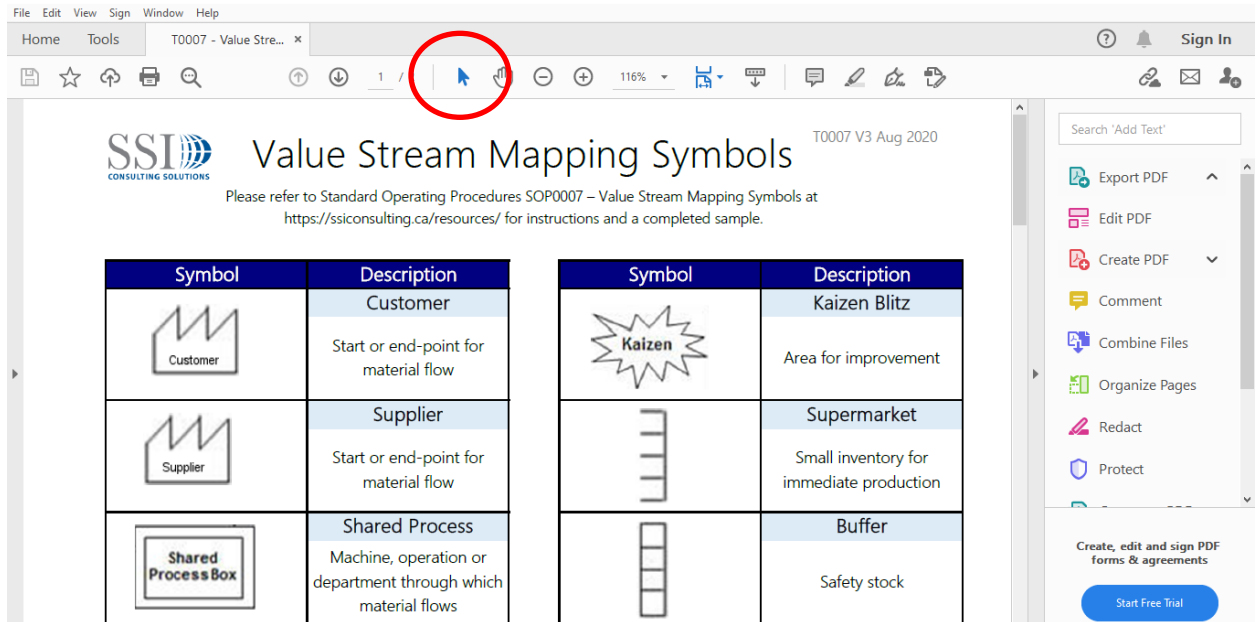 File Edit View Sign Window Help
Home Tools T0007 - Value Stre... × ? Sign In
1 / 116%
SSI
CONSULTING SOLUTIONS
Value Stream Mapping Symbols
T0007 V3 Aug 2020
Please refer to Standard Operating Procedures SOP0007 – Value Stream Mapping Symbols at
https://ssiconsulting.ca/resources/ for instructions and a completed sample.
Symbol Description
Customer
Customer
Start or end-point for
material flow
Supplier
Supplier
Start or end-point for
material flow
Shared
Process Box
Shared Process
Machine, operation or
department through which
material flows
Symbol Description
Kaizen
Kaizen Blitz
Area for improvement
Supermarket
Small inventory for
immediate production
Buffer
Safety stock
Search 'Add Text'
Export PDF
Edit PDF
Create PDF
Comment
Combine Files
Organize Pages
Redact
Protect
Create, edit and sign PDF
forms & agreements
Start Free Trial